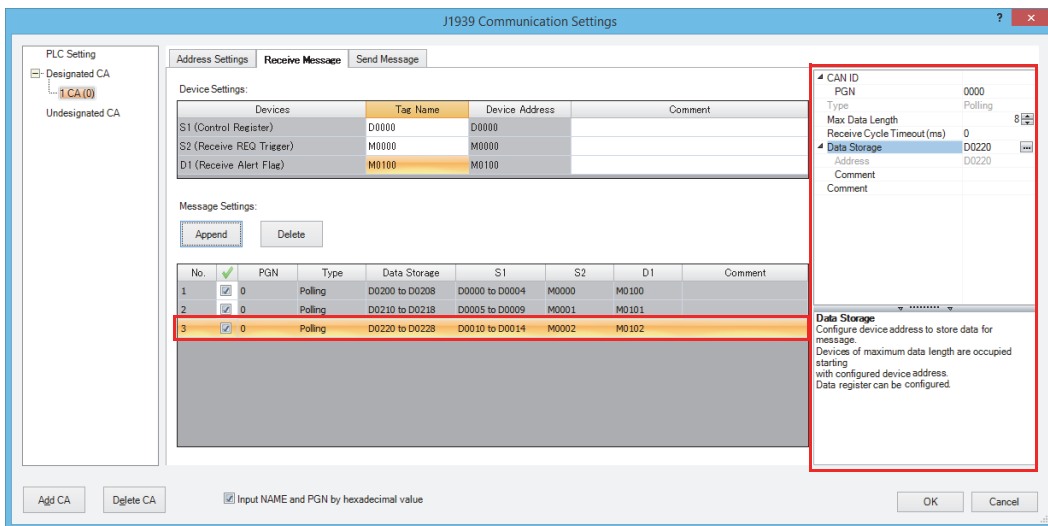 J1939 Communication Settings
? ×
PLC Setting
Designated CA
1 CA (0)
Undesignated CA
Address Settings Receive Message Send Message
Device Settings:
Devices Tag Name Device Address Comment
S1 (Control Register) D0000 D0000
S2 (Receive REQ Trigger) M0000 M0000
D1 (Receive Alert Flag) M0100 M0100
Message Settings:
Append Delete
No. PGN Type Data Storage S1 S2 D1 Comment
1 0 Polling D0200 to D0208 D0000 to D0004 M0000 M0100
2 0 Polling D0210 to D0218 D0005 to D0009 M0001 M0101
3 0 Polling D0220 to D0228 D0010 to D0014 M0002 M0102
CAN ID
PGN 0000
Type Polling
Max Data Length 8
Receive Cycle Timeout (ms) 0
Data Storage D0220 ...
Address D0220
Comment
Comment
Data Storage
Configure device address to store data for
message.
Devices of maximum data length are occupied
starting
with configured device address.
Data register can be configured.
Add CA Delete CA Input NAME and PGN by hexadecimal value OK Cancel